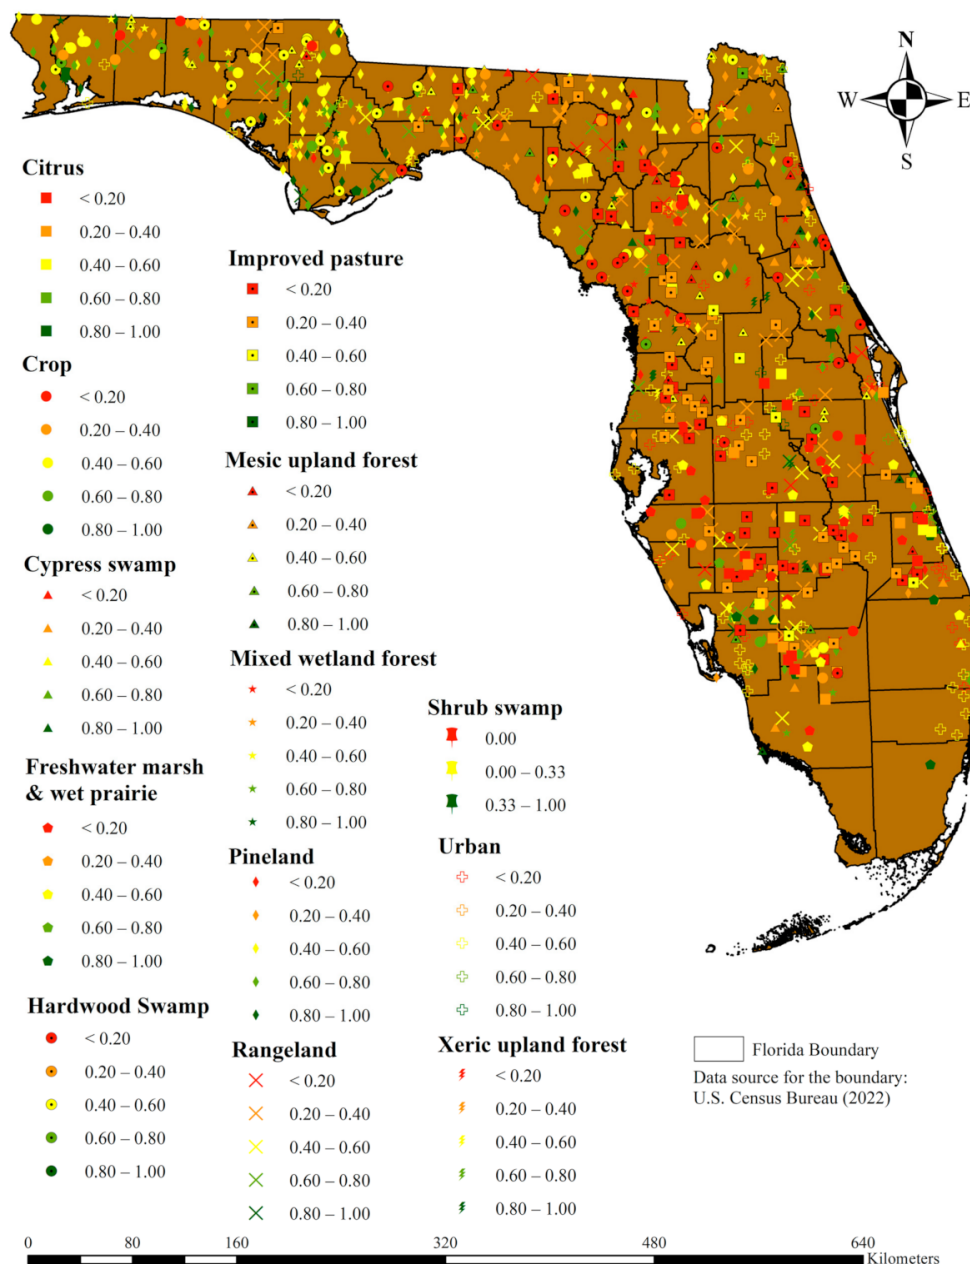 N
W
E
S
Citrus
< 0.20
0.20 – 0.40
0.40 – 0.60
0.60 – 0.80
0.80 – 1.00
Crop
< 0.20
0.20 – 0.40
0.40 – 0.60
0.60 – 0.80
0.80 – 1.00
Cypress swamp
< 0.20
0.20 – 0.40
0.40 – 0.60
0.60 – 0.80
0.80 – 1.00
Freshwater marsh
& wet prairie
< 0.20
0.20 – 0.40
0.40 – 0.60
0.60 – 0.80
0.80 – 1.00
Hardwood Swamp
< 0.20
0.20 – 0.40
0.40 – 0.60
0.60 – 0.80
0.80 – 1.00
Improved pasture
< 0.20
0.20 – 0.40
0.40 – 0.60
0.60 – 0.80
0.80 – 1.00
Mesic upland forest
< 0.20
0.20 – 0.40
0.40 – 0.60
0.60 – 0.80
0.80 – 1.00
Mixed wetland forest
< 0.20
0.20 – 0.40
0.40 – 0.60
0.60 – 0.80
0.80 – 1.00
Pineland
< 0.20
0.20 – 0.40
0.40 – 0.60
0.60 – 0.80
0.80 – 1.00
Rangeland
< 0.20
0.20 – 0.40
0.40 – 0.60
0.60 – 0.80
0.80 – 1.00
Shrub swamp
0.00
0.00 – 0.33
0.33 – 1.00
Urban
< 0.20
0.20 – 0.40
0.40 – 0.60
0.60 – 0.80
0.80 – 1.00
Xeric upland forest
< 0.20
0.20 – 0.40
0.40 – 0.60
0.60 – 0.80
0.80 – 1.00
Florida Boundary
Data source for the boundary:
U.S. Census Bureau (2022)
0 80 160 320 480 640
Kilometers